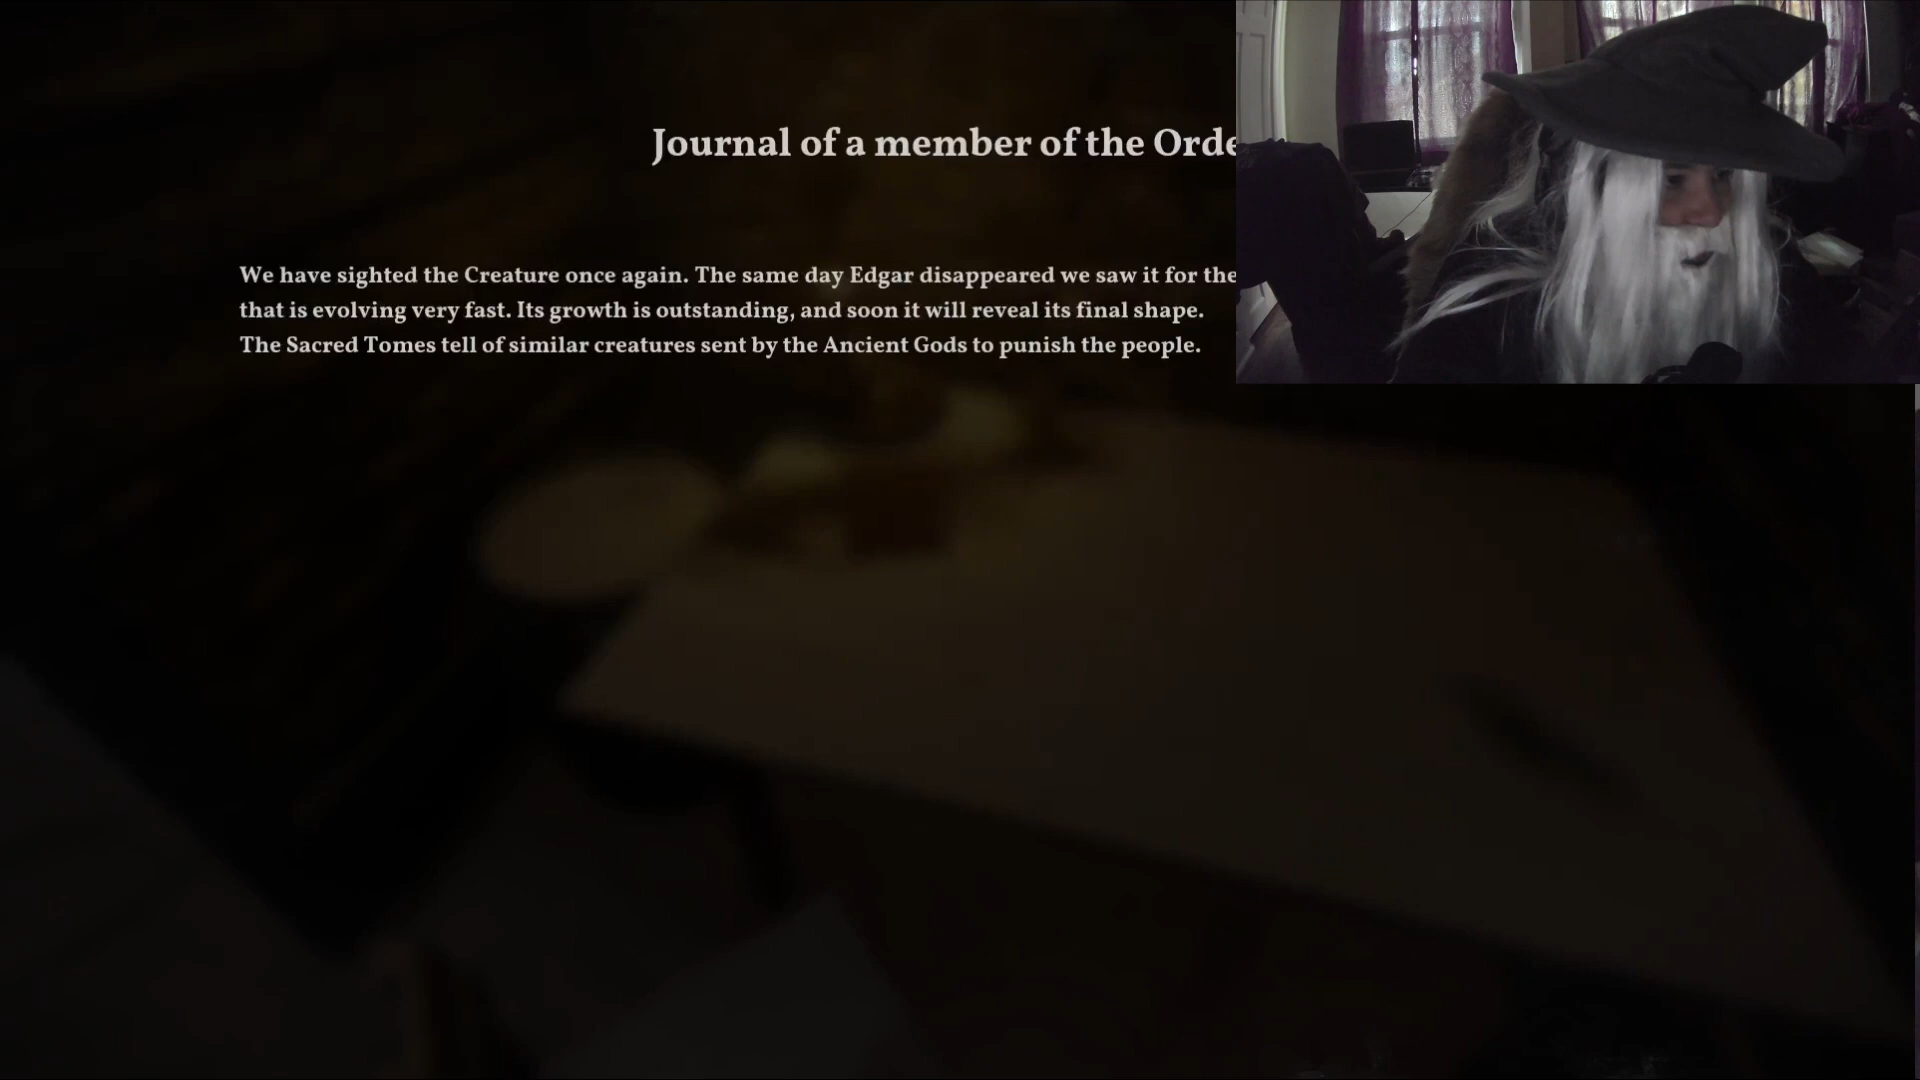 Journal of a member of the Orde
We have sighted the Creature once again. The same day Edgar disappeared we saw it for the
that is evolving very fast. Its growth is outstanding, and soon it will reveal its final shape.
The Sacred Tomes tell of similar creatures sent by the Ancient Gods to punish the people.